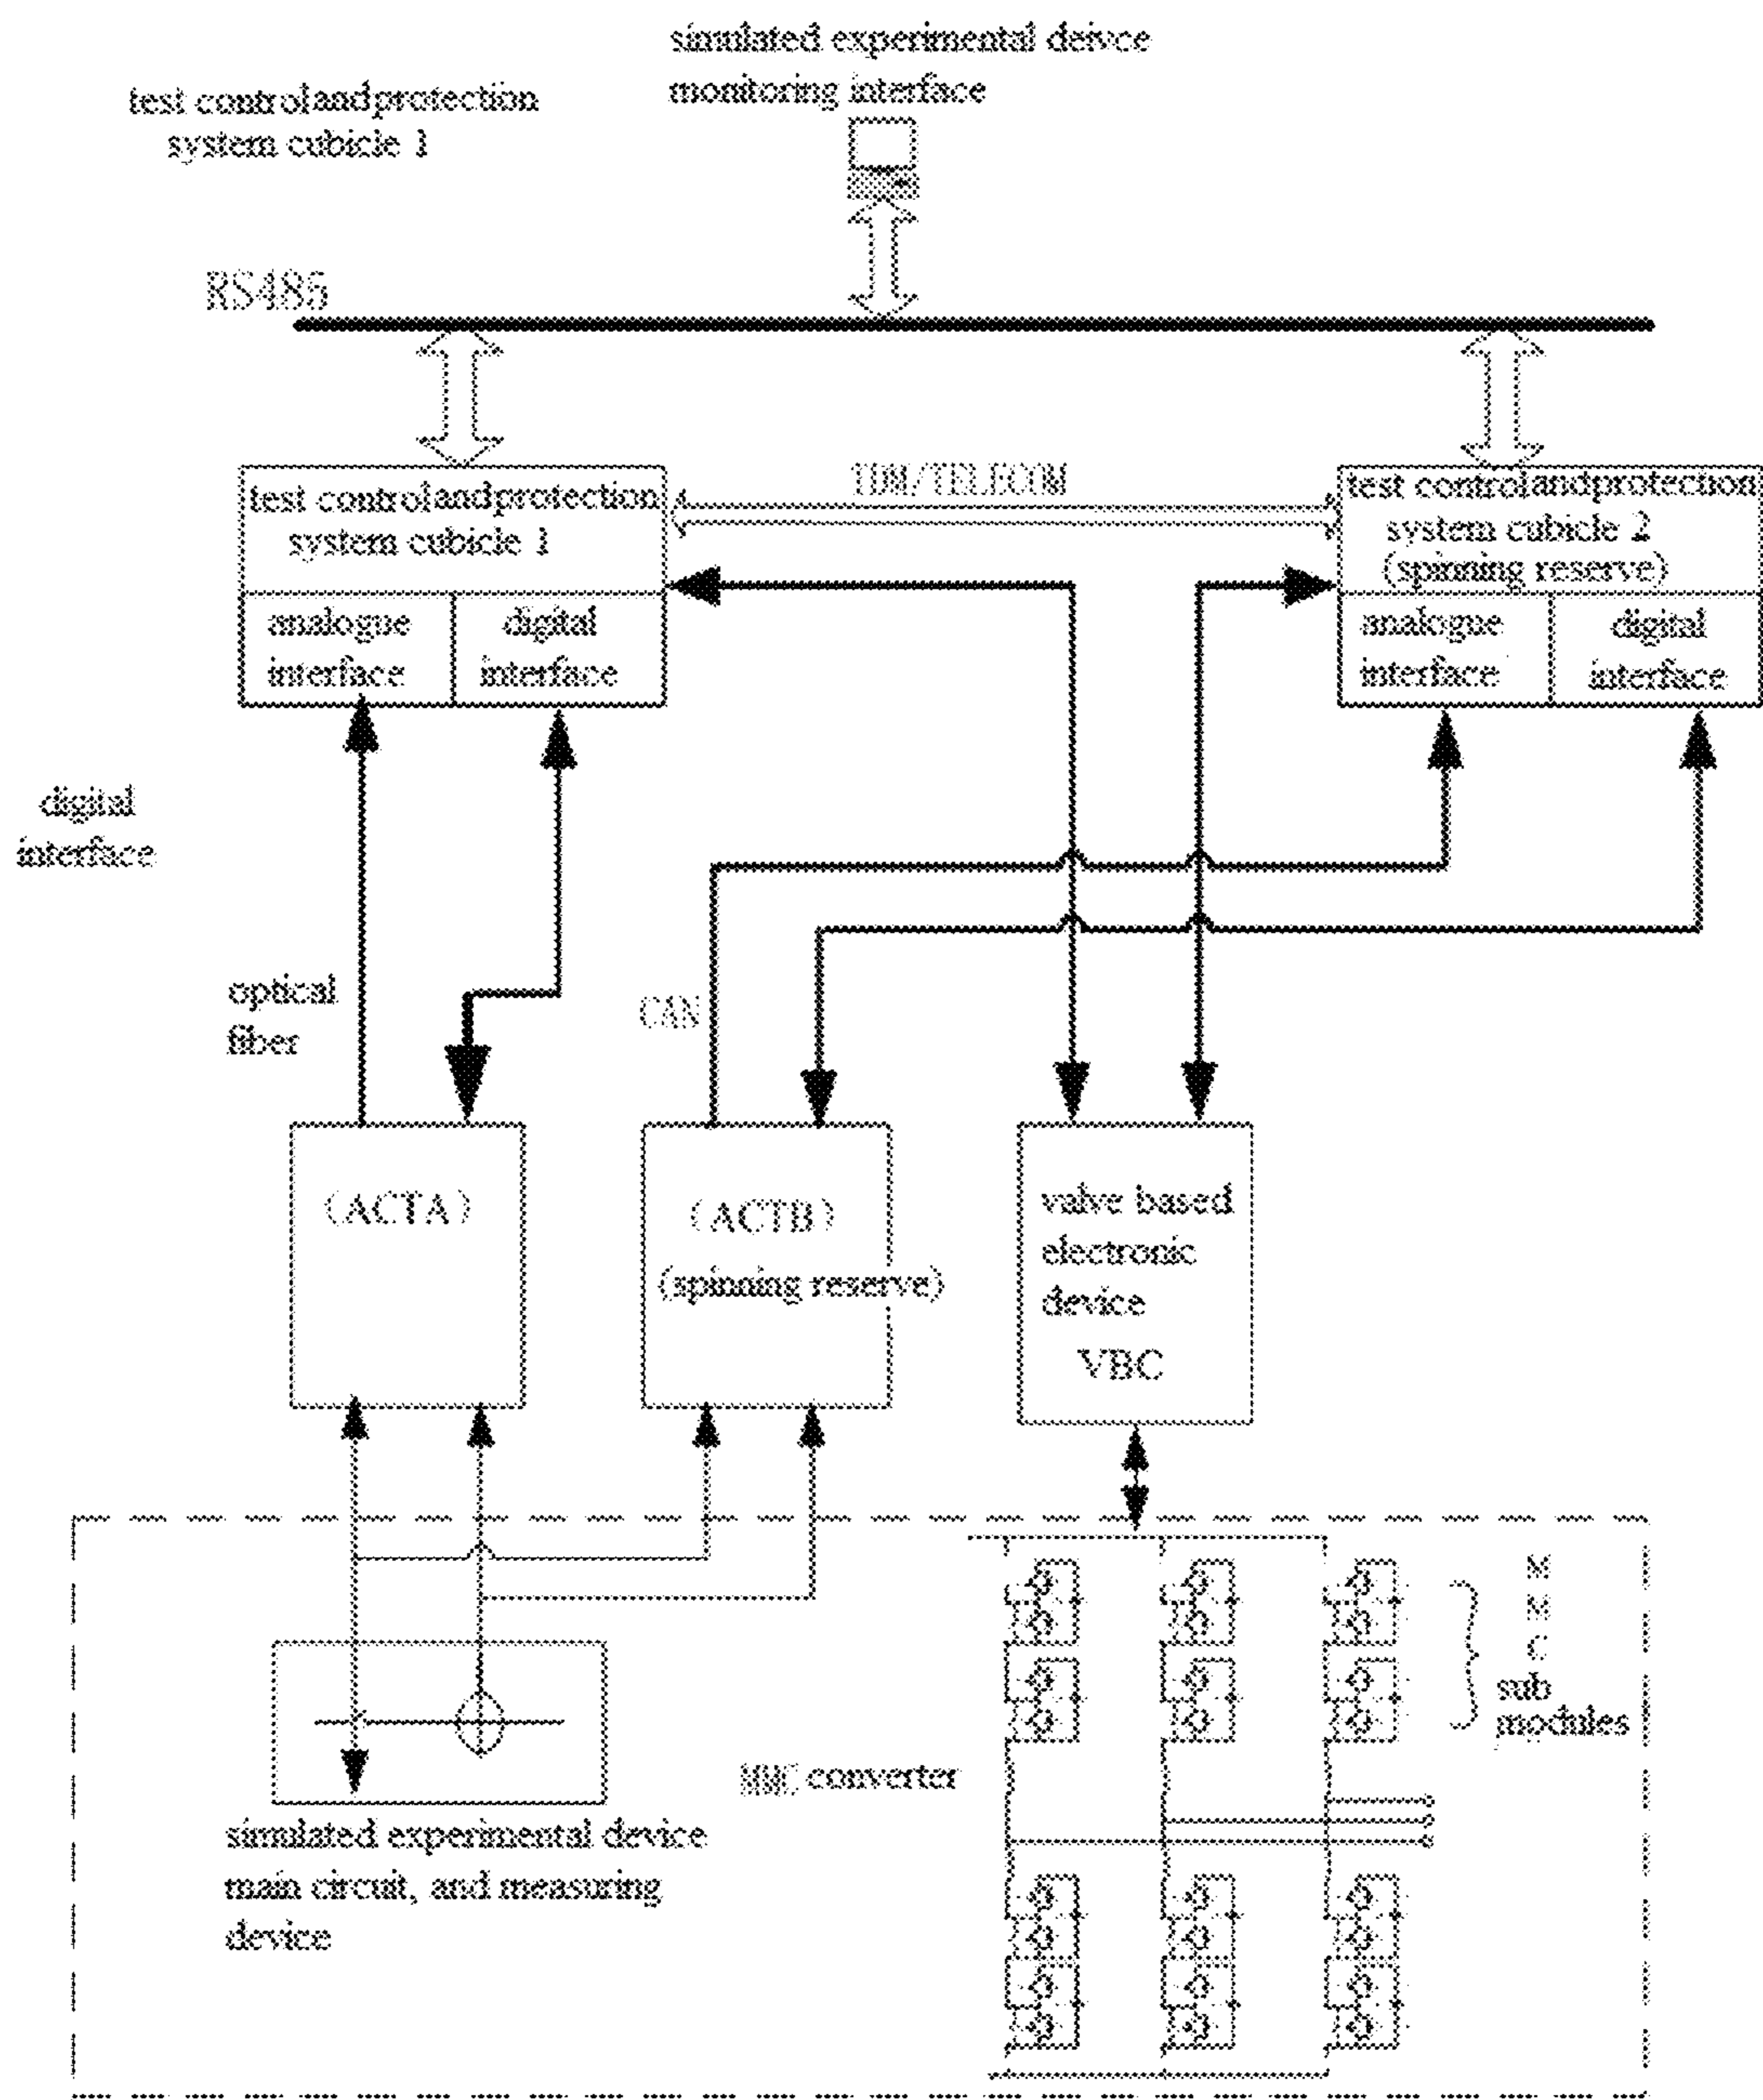 simulated experimental deivce
monitoring interface
test controlandprotection
system cubicle 1
RS485
TDM/TELECOM
test controlandprotection
system cubicle 1
analogue
interface
digital
interface
test controlandprotection
system cubicle 2
(spinning reserve)
analogue
interface
digital
interface
digital
interface
optical
fiber
CAN
(ACTA)
(ACTB)
(spinning reserve)
valve based
electronic
device
VBC
M
M
C
sub
modules
MMC converter
simulated experimental device
main circuit, and measuring
device